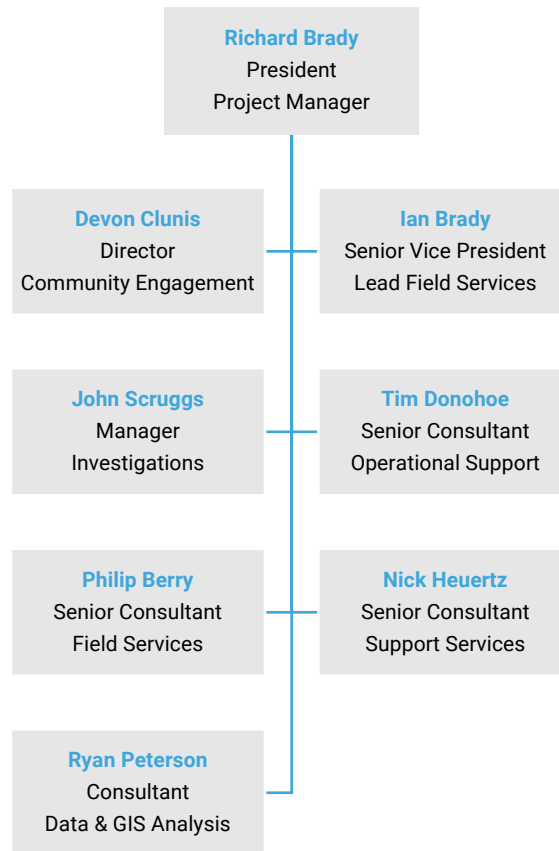 Richard Brady
President
Project Manager
Devon Clunis
Director
Community Engagement
Ian Brady
Senior Vice President
Lead Field Services
John Scruggs
Manager
Investigations
Tim Donohoe
Senior Consultant
Operational Support
Philip Berry
Senior Consultant
Field Services
Nick Heuertz
Senior Consultant
Support Services
Ryan Peterson
Consultant
Data & GIS Analysis